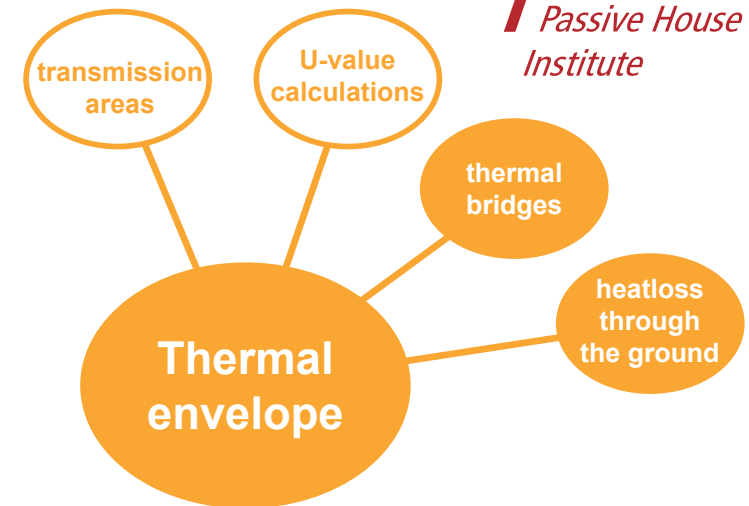 Passive House
Institute
transmission
areas
U-value
calculations
thermal
bridges
heatloss
through
the ground
Thermal
envelope